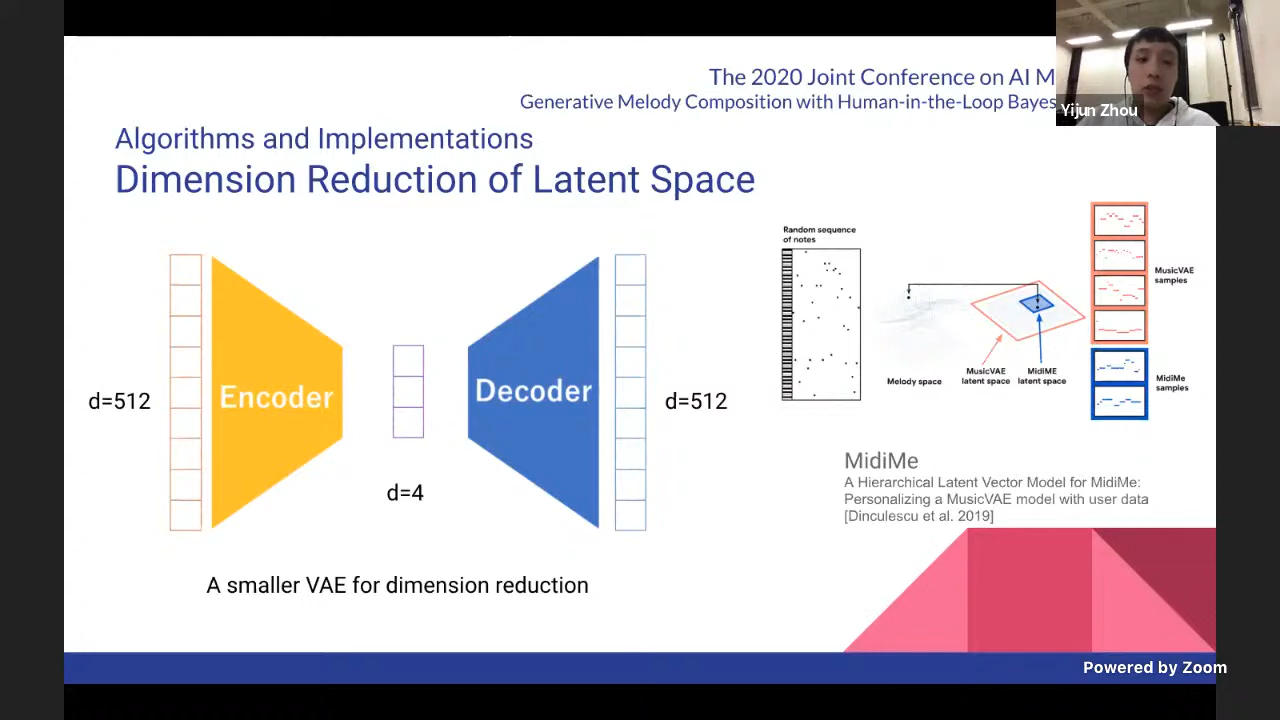 The 2020 Joint Conference on AI M
Generative Melody Composition with Human-in-the-Loop Bayes
Yijun Zhou
Algorithms and Implementations
Dimension Reduction of Latent Space
d=512
Encoder
d=4
Decoder
d=512
A smaller VAE for dimension reduction
Random sequence
of notes
Melody space
MusicVAE
latent space
MidiME
latent space
MusicVAE
samples
MidiMe
samples
MidiMe
A Hierarchical Latent Vector Model for MidiMe:
Personalizing a MusicVAE model with user data
[Dinculescu et al. 2019]
Powered by Zoom